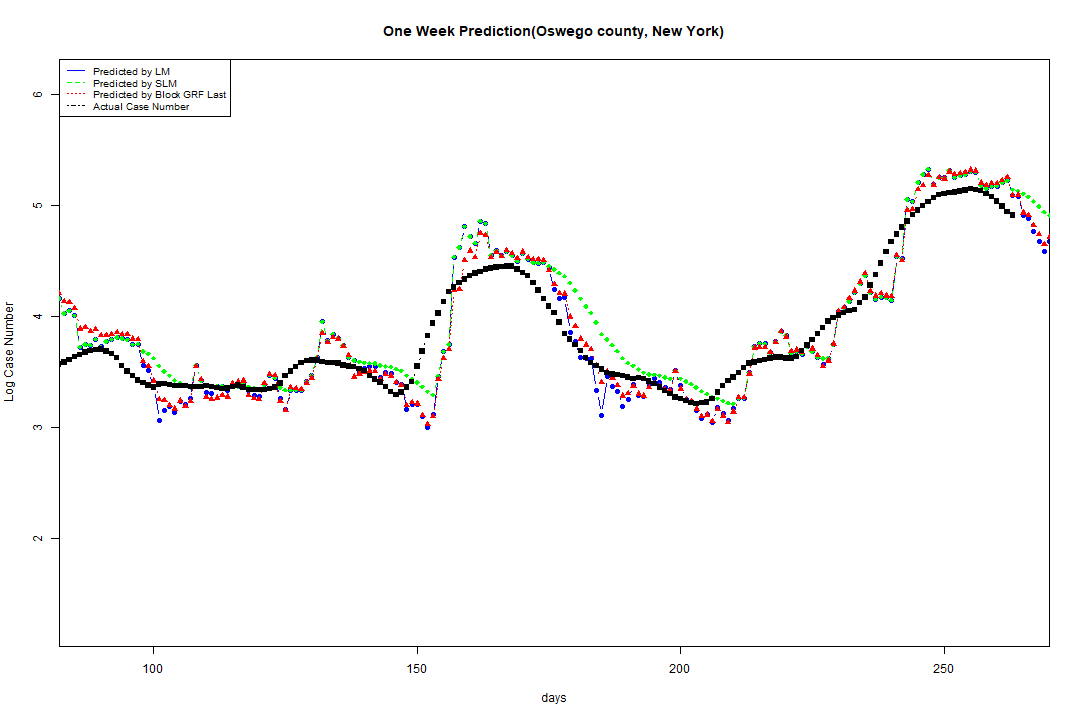 One Week Prediction(Oswego county, New York)
Predicted by LM
Predicted by SLM
Predicted by Block GRF Last
Actual Case Number
6
5
4
3
2
Log Case Number
100 150 200 250
days